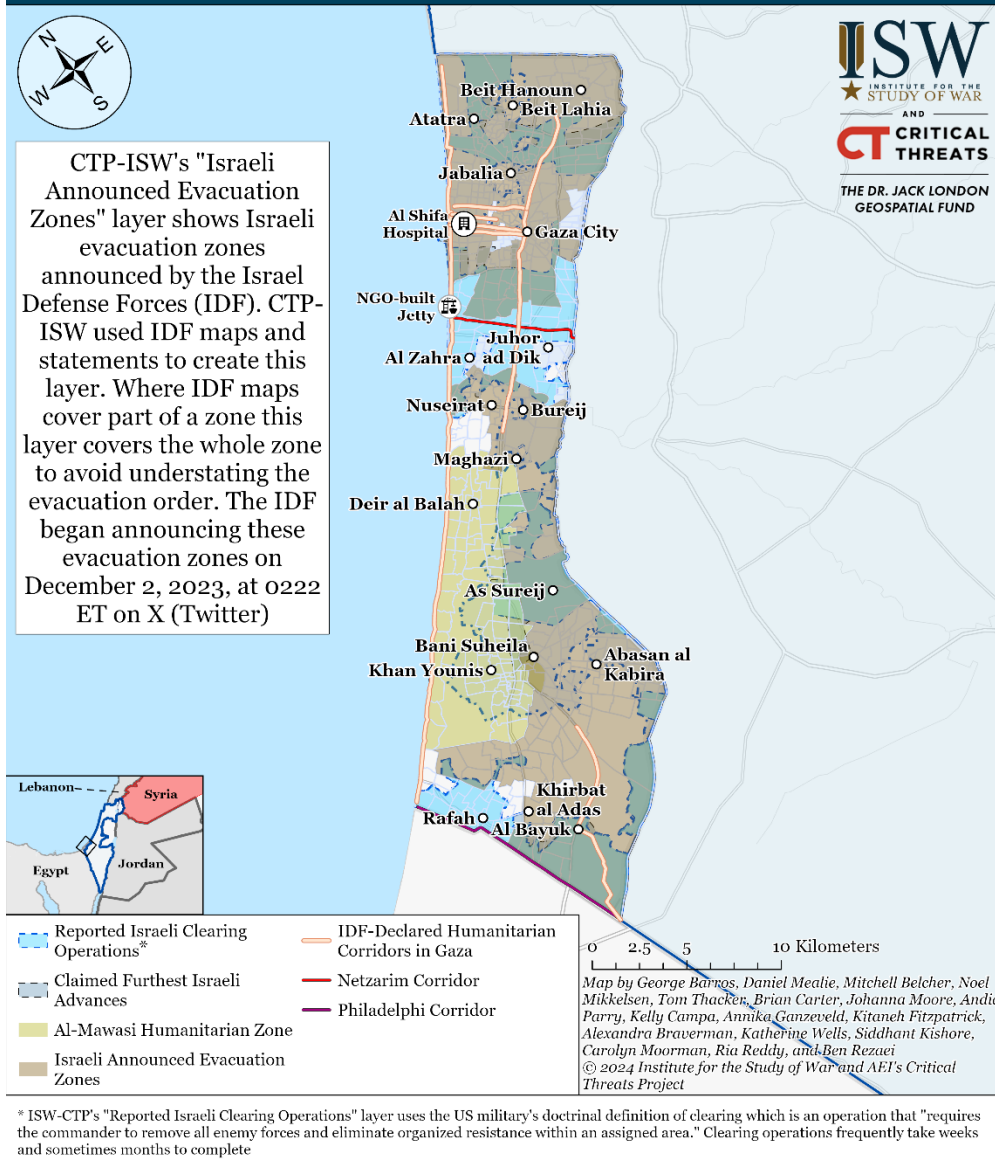 N
E
W
S
ISW
INSTITUTE FOR THE
STUDY OF WAR
AND
CT CRITICAL
THREATS
THE DR. JACK LONDON
GEOSPATIAL FUND
CTP-ISW's "Israeli
Announced Evacuation
Zones" layer shows Israeli
evacuation zones
announced by the Israel
Defense Forces (IDF). CTP-
ISW used IDF maps and
statements to create this
layer. Where IDF maps
cover part of a zone this
layer covers the whole zone
to avoid understating the
evacuation order. The IDF
began announcing these
evacuation zones on
December 2, 2023, at 0222
ET on X (Twitter)
Beit Hanoun
Beit Lahia
Atatra
Jabalia
Al Shifa
Hospital
Gaza City
NGO-built
Jetty
Juhor
ad Dik
Al Zahra
Nuseirat
Bureij
Maghazi
Deir al Balah
As Sureij
Bani Suheila
Abasan al
Kabira
Khan Younis
Khirbat
al Adas
Rafah
Al Bayuk
Lebanon
Syria
Jordan
Egypt
Reported Israeli Clearing
Operations*
Claimed Furthest Israeli
Advances
Al-Mawasi Humanitarian Zone
Israeli Announced Evacuation
Zones
IDF-Declared Humanitarian
Corridors in Gaza
Netzarim Corridor
Philadelphi Corridor
0 2.5 5 10 Kilometers
Map by George Barros, Daniel Mealie, Mitchell Belcher, Noel
Mikkelsen, Tom Thacker, Brian Carter, Johanna Moore, Andie
Parry, Kelly Campa, Annika Ganzeveld, Kitaneh Fitzpatrick,
Alexandra Braverman, Katherine Wells, Siddhant Kishore,
Carolyn Moorman, Ria Reddy, and Ben Rezaei
© 2024 Institute for the Study of War and AEI's Critical
Threats Project
* ISW-CTP's "Reported Israeli Clearing Operations" layer uses the US military's doctrinal definition of clearing which is an operation that "requires
the commander to remove all enemy forces and eliminate organized resistance within an assigned area." Clearing operations frequently take weeks
and sometimes months to complete